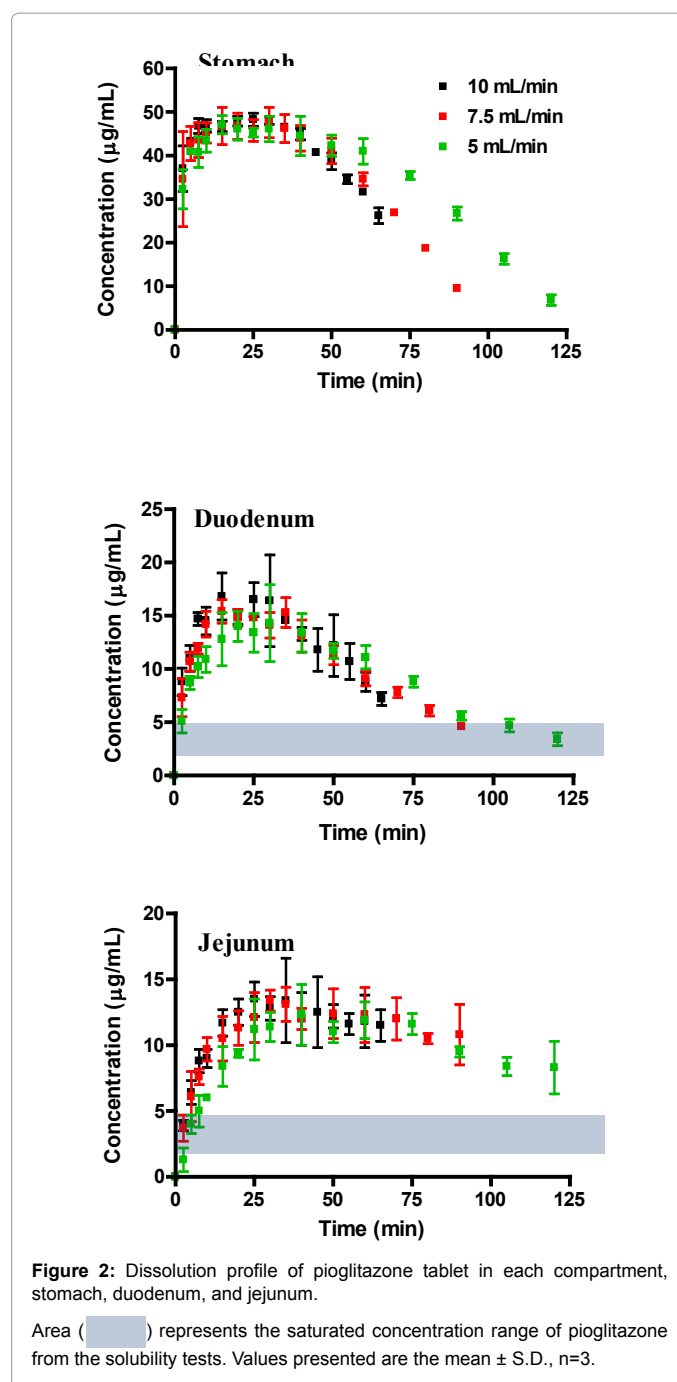 Stomach
10 mL/min
7.5 mL/min
5 mL/min
Concentration (µg/mL)
60
50
40
30
20
10
0
0 25 50 75 100 125
Time (min)
Duodenum
Concentration (µg/mL)
25
20
15
10
5
0
0 25 50 75 100 125
Time (min)
Jejunum
Concentration (µg/mL)
20
15
10
5
0
0 25 50 75 100 125
Time (min)
Figure 2: Dissolution profile of pioglitazone tablet in each compartment,
stomach, duodenum, and jejunum.
Area ( ) represents the saturated concentration range of pioglitazone
from the solubility tests. Values presented are the mean ± S.D., n=3.